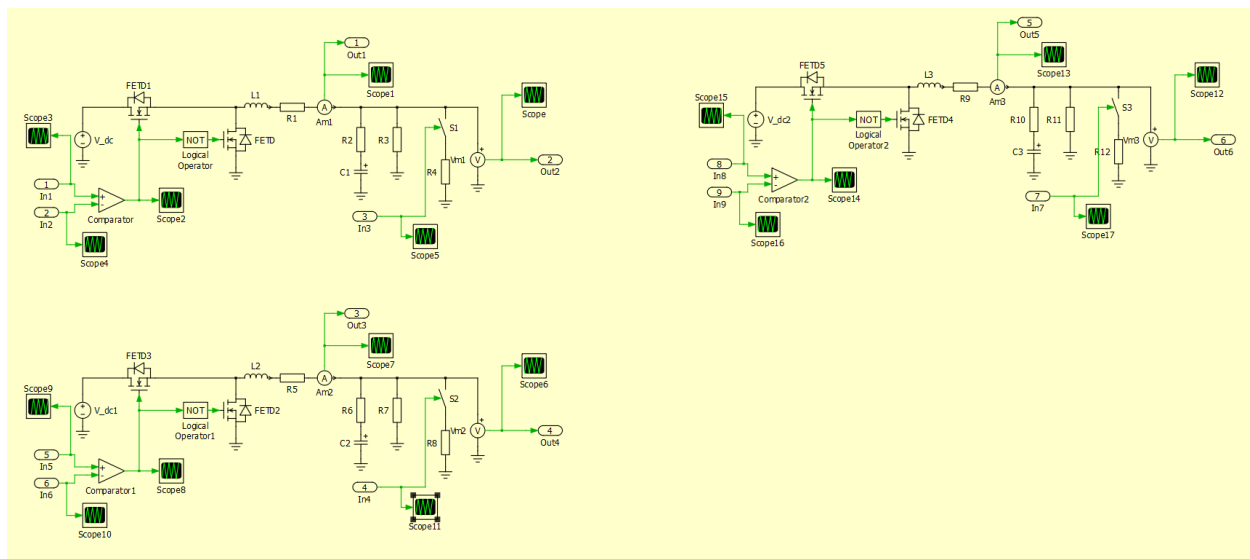 1
Out1
FETD1
Scope1
L1
R1
A
Am1
Scope
Scope3
V_dc
NOT
Logical
Operator
FETD
R2
R3
S1
Vm1
V
C1
R4
2
Out2
1
In1
2
In2
Comparator
Scope2
3
In3
Scope5
Scope4
5
Out5
FETD5
Scope13
L3
R9
A
Am3
Scope12
Scope15
V_dc2
NOT
Logical
Operator2
FETD4
R10
R11
S3
Vm3
V
C3
R12
6
Out6
8
In8
9
In9
Comparator2
Scope14
7
In7
Scope17
Scope16
3
Out3
FETD3
Scope7
L2
R5
A
Am2
Scope6
Scope9
V_dc1
NOT
Logical
Operator1
FETD2
R6
R7
S2
Vm2
V
C2
R8
4
Out4
5
In5
6
In6
Comparator1
Scope8
4
In4
Scope11
Scope10